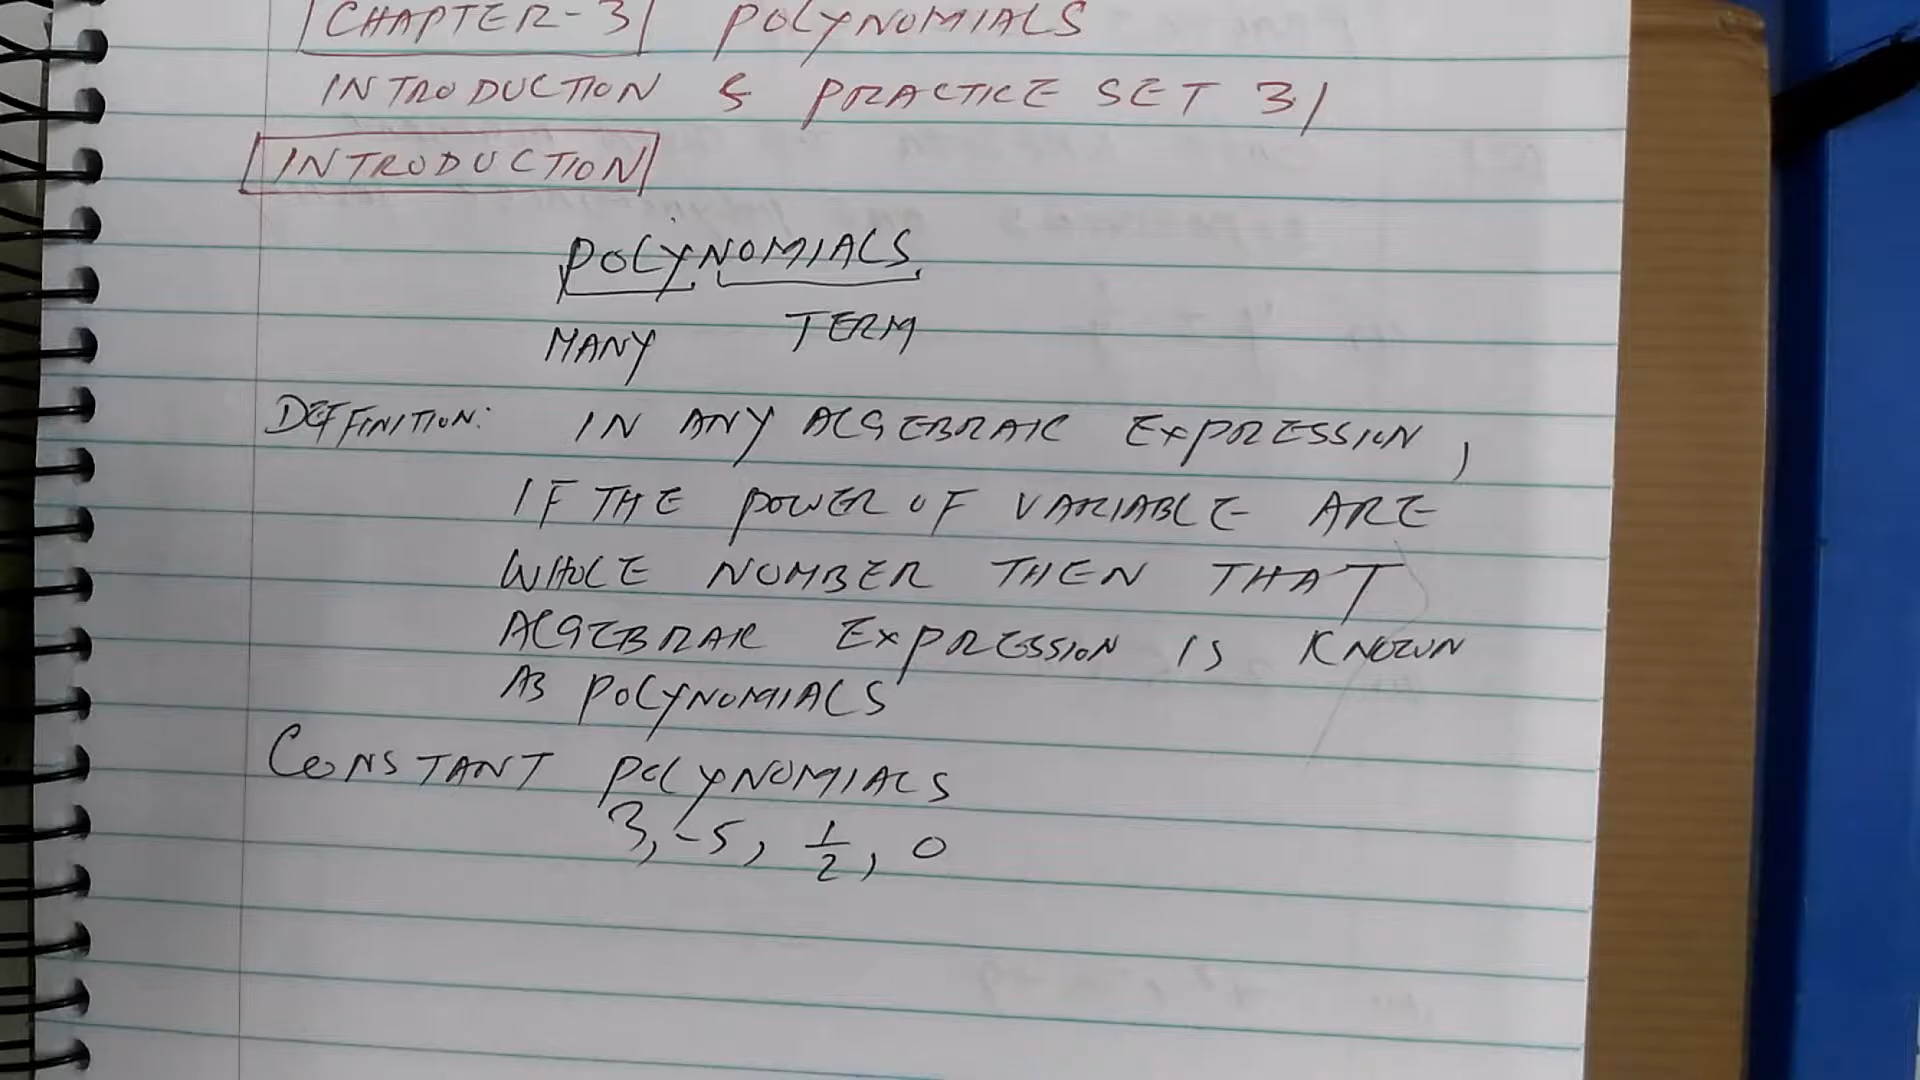 CHAPTER-3 POLYNOMIALS
INTRODUCTION & PRACTICE SET 3.1
INTRODUCTION
POLYNOMIALS
MANY TERM
DEFFINITION: IN ANY ALGEBRAIC EXPRESSION,
IF THE POWER OF VARIABLE ARE
WHOLE NUMBER THEN THAT
ALGEBRAIC EXPRESSION IS KNOWN
AS POLYNOMIALS
CONSTANT POLYNOMIALS
3, -5, 1/2, 0